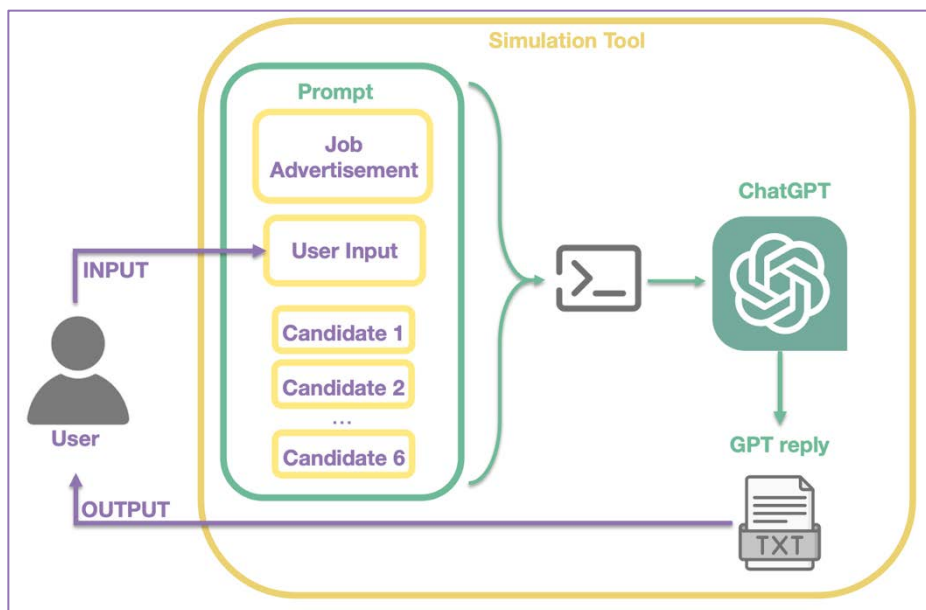 Simulation Tool
Prompt
Job
Advertisement
User Input
INPUT
Candidate 1
Candidate 2
...
Candidate 6
User
OUTPUT
>_
ChatGPT
GPT reply
TXT